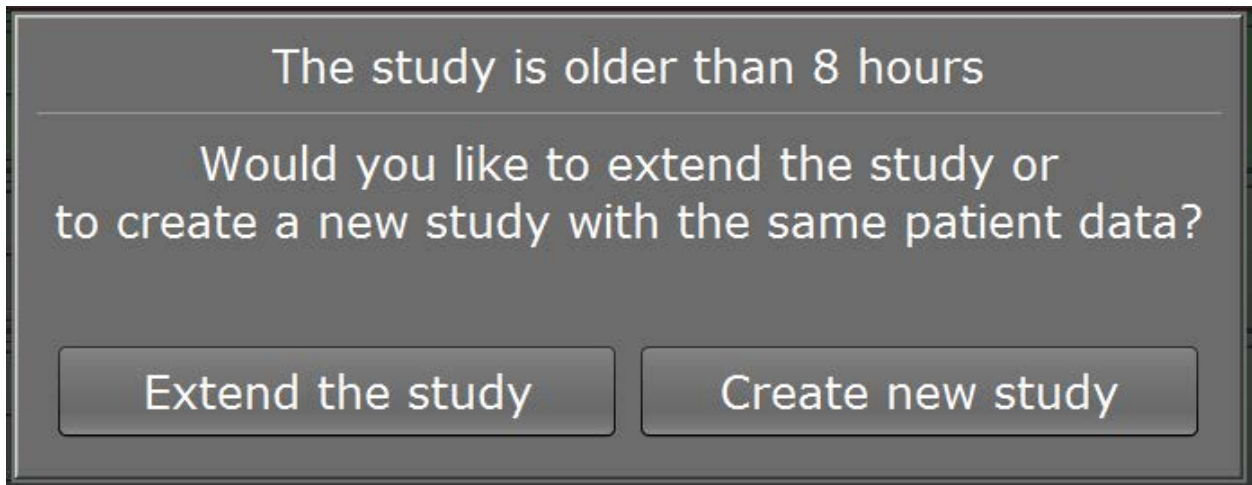 The study is older than 8 hours
Would you like to extend the study or
to create a new study with the same patient data?
Extend the study
Create new study